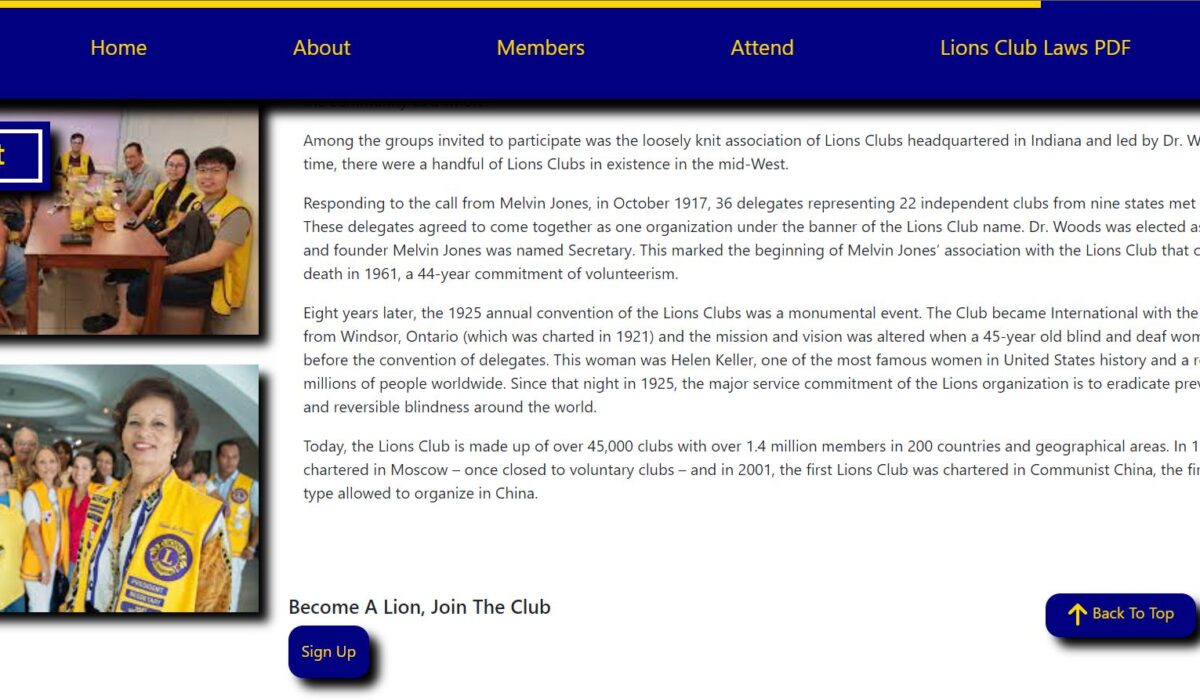 Home
About
Members
Attend
Lions Club Laws PDF
Among the groups invited to participate was the loosely knit association of Lions Clubs headquartered in Indiana and led by Dr. W
time, there were a handful of Lions Clubs in existence in the mid-West.
Responding to the call from Melvin Jones, in October 1917, 36 delegates representing 22 independent clubs from nine states met
These delegates agreed to come together as one organization under the banner of the Lions Club name. Dr. Woods was elected as
and founder Melvin Jones was named Secretary. This marked the beginning of Melvin Jones’ association with the Lions Club that c
death in 1961, a 44-year commitment of volunteerism.
Eight years later, the 1925 annual convention of the Lions Clubs was a monumental event. The Club became International with the
from Windsor, Ontario (which was charted in 1921) and the mission and vision was altered when a 45-year old blind and deaf wom
before the convention of delegates. This woman was Helen Keller, one of the most famous women in United States history and a r
millions of people worldwide. Since that night in 1925, the major service commitment of the Lions organization is to eradicate prev
and reversible blindness around the world.
Today, the Lions Club is made up of over 45,000 clubs with over 1.4 million members in 200 countries and geographical areas. In 1
chartered in Moscow – once closed to voluntary clubs – and in 2001, the first Lions Club was chartered in Communist China, the fir
type allowed to organize in China.
LIONS
L
PRESIDENT
SECRETARY
Become A Lion, Join The Club
Sign Up
Back To Top